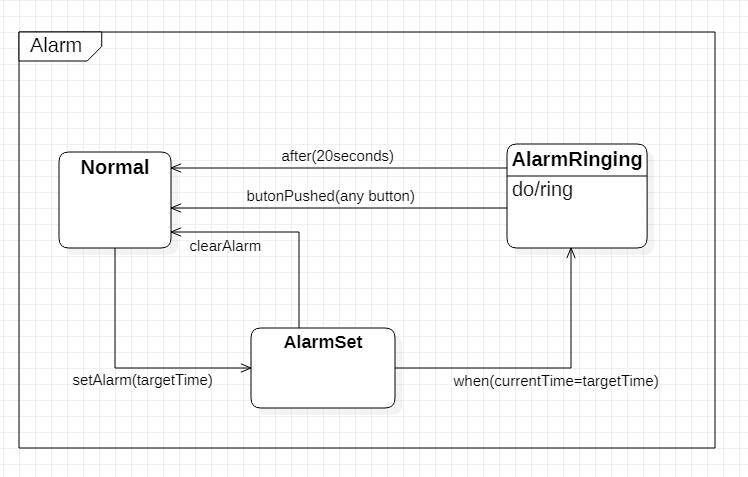 Alarm
Normal
after(20seconds)
AlarmRinging
do/ring
butonPushed(any button)
clearAlarm
AlarmSet
setAlarm(targetTime)
when(currentTime=targetTime)